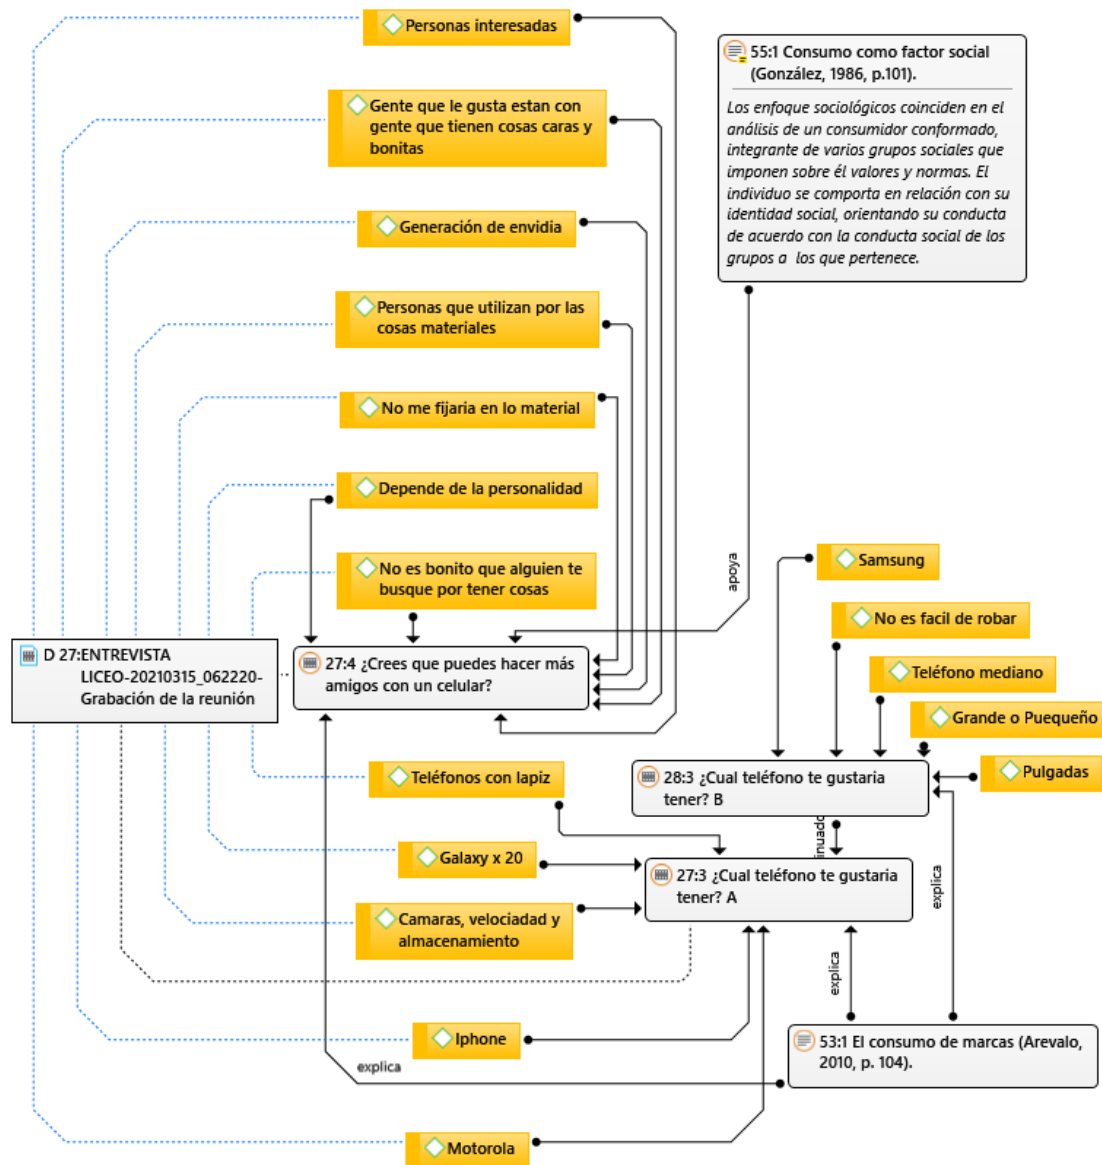 Personas interesadas
55:1 Consumo como factor social
(González, 1986, p.101).
Los enfoque sociológicos coinciden en el
análisis de un consumidor conformado,
integrante de varios grupos sociales que
imponen sobre él valores y normas. El
individuo se comporta en relación con su
identidad social, orientando su conducta
de acuerdo con la conducta social de los
grupos a los que pertenece.
Gente que le gusta estan con
gente que tienen cosas caras y
bonitas
Generación de envidia
Personas que utilizan por las
cosas materiales
No me fijaria en lo material
Depende de la personalidad
No es bonito que alguien te
busque por tener cosas
apoya
Samsung
No es facil de robar
Teléfono mediano
Grande o Puequeño
Pulgadas
D 27:ENTREVISTA
LICEO-20210315_062220-
Grabación de la reunión
27:4 ¿Crees que puedes hacer más
amigos con un celular?
28:3 ¿Cual teléfono te gustaria
tener? B
Teléfonos con lapiz
inuado
Galaxy x 20
27:3 ¿Cual teléfono te gustaria
tener? A
explica
Camaras, velociadad y
almacenamiento
explica
Iphone
53:1 El consumo de marcas (Arevalo,
2010, p. 104).
explica
Motorola